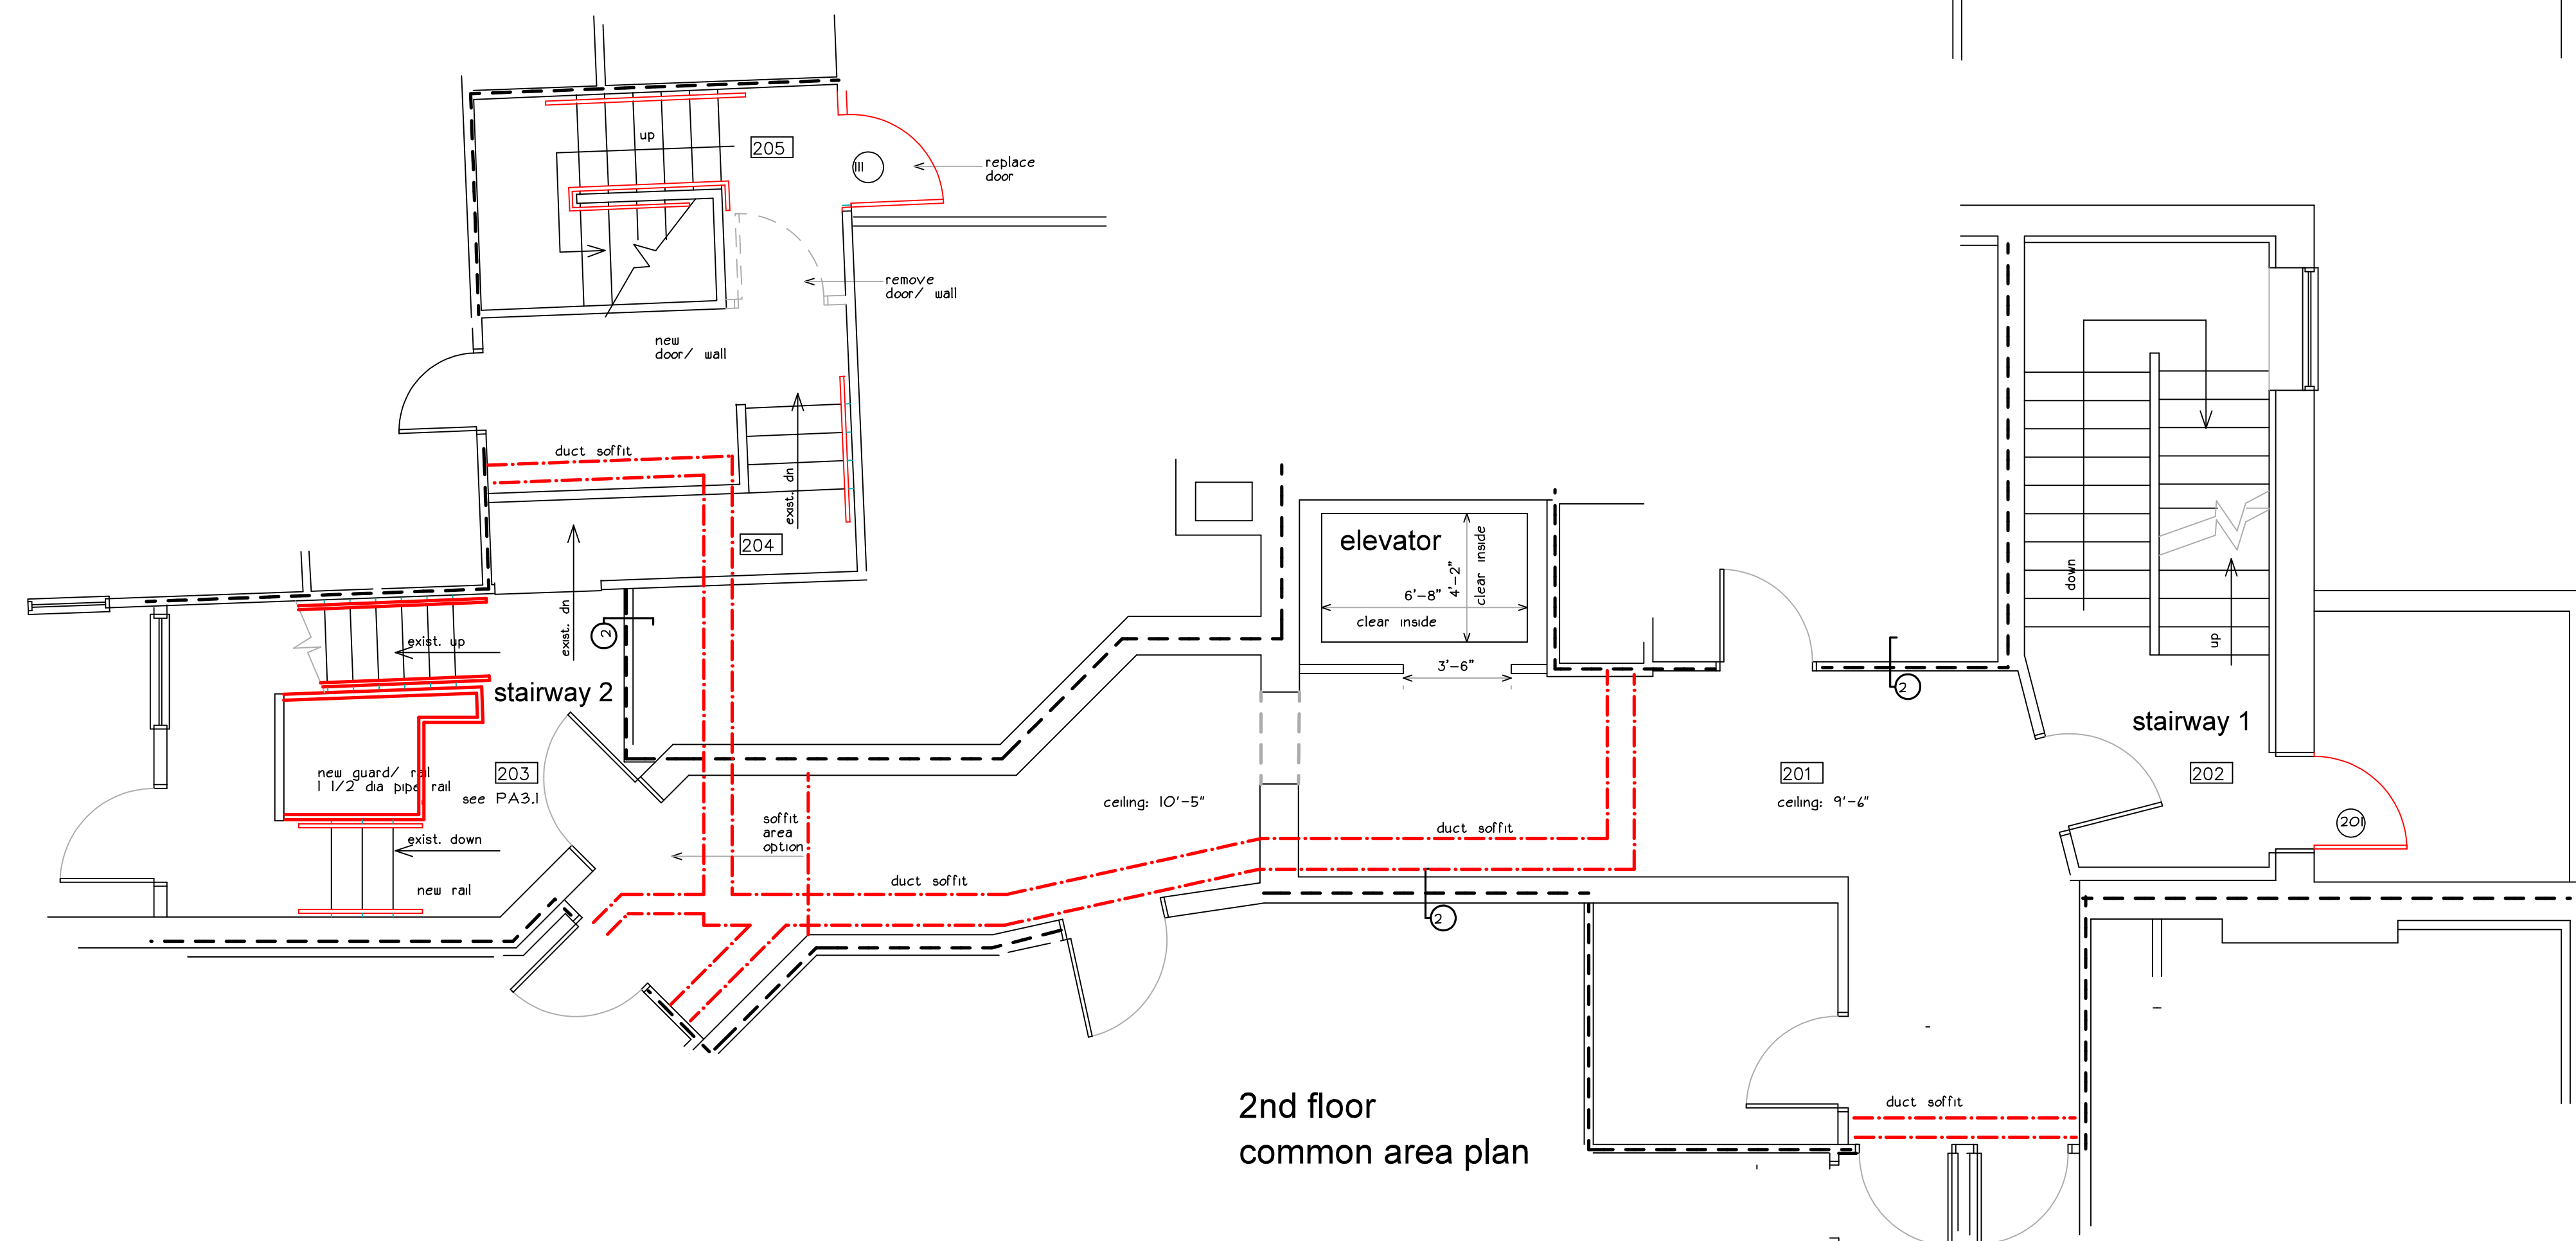 up
205
III
replace
door
remove
door/ wall
new
door/ wall
duct soffit
exist. dn
204
exist. dn
2
exist. up
stairway 2
new guard/ rail
1 1/2 dia pipe rail
203
see PA3.1
exist. down
new rail
soffit
area
option
duct soffit
ceiling: 10'-5"
elevator
4'-2"
clear inside
6'-8"
clear inside
3'-6"
duct soffit
2
2
201
ceiling: 9'-6"
down
up
stairway 1
202
201
duct soffit
2nd floor
common area plan